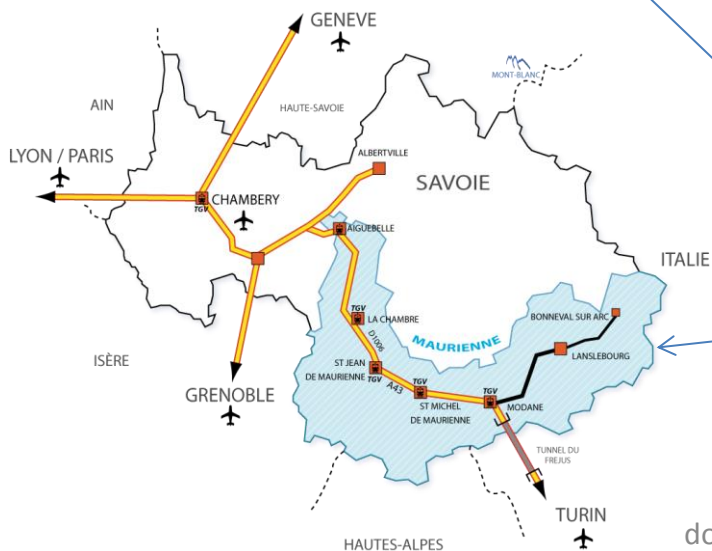 GENEVE
MONT-BLANC
AIN
HAUTE-SAVOIE
LYON / PARIS
ALBERTVILLE
SAVOIE
TGV
CHAMBERY
AIGUEBELLE
ITALIE
BONNEVAL SUR ARC
TGV
LA CHAMBRE
MAURIENNE
D1006
LANSLEBOURG
ISÈRE
ST JEAN
DE MAURIENNE
TGV
A43
TGV
TGV
GRENOBLE
ST MICHEL
DE MAURIENNE
MODANE
TUNNEL DU
FREJUS
TURIN
HAUTES-ALPES
do